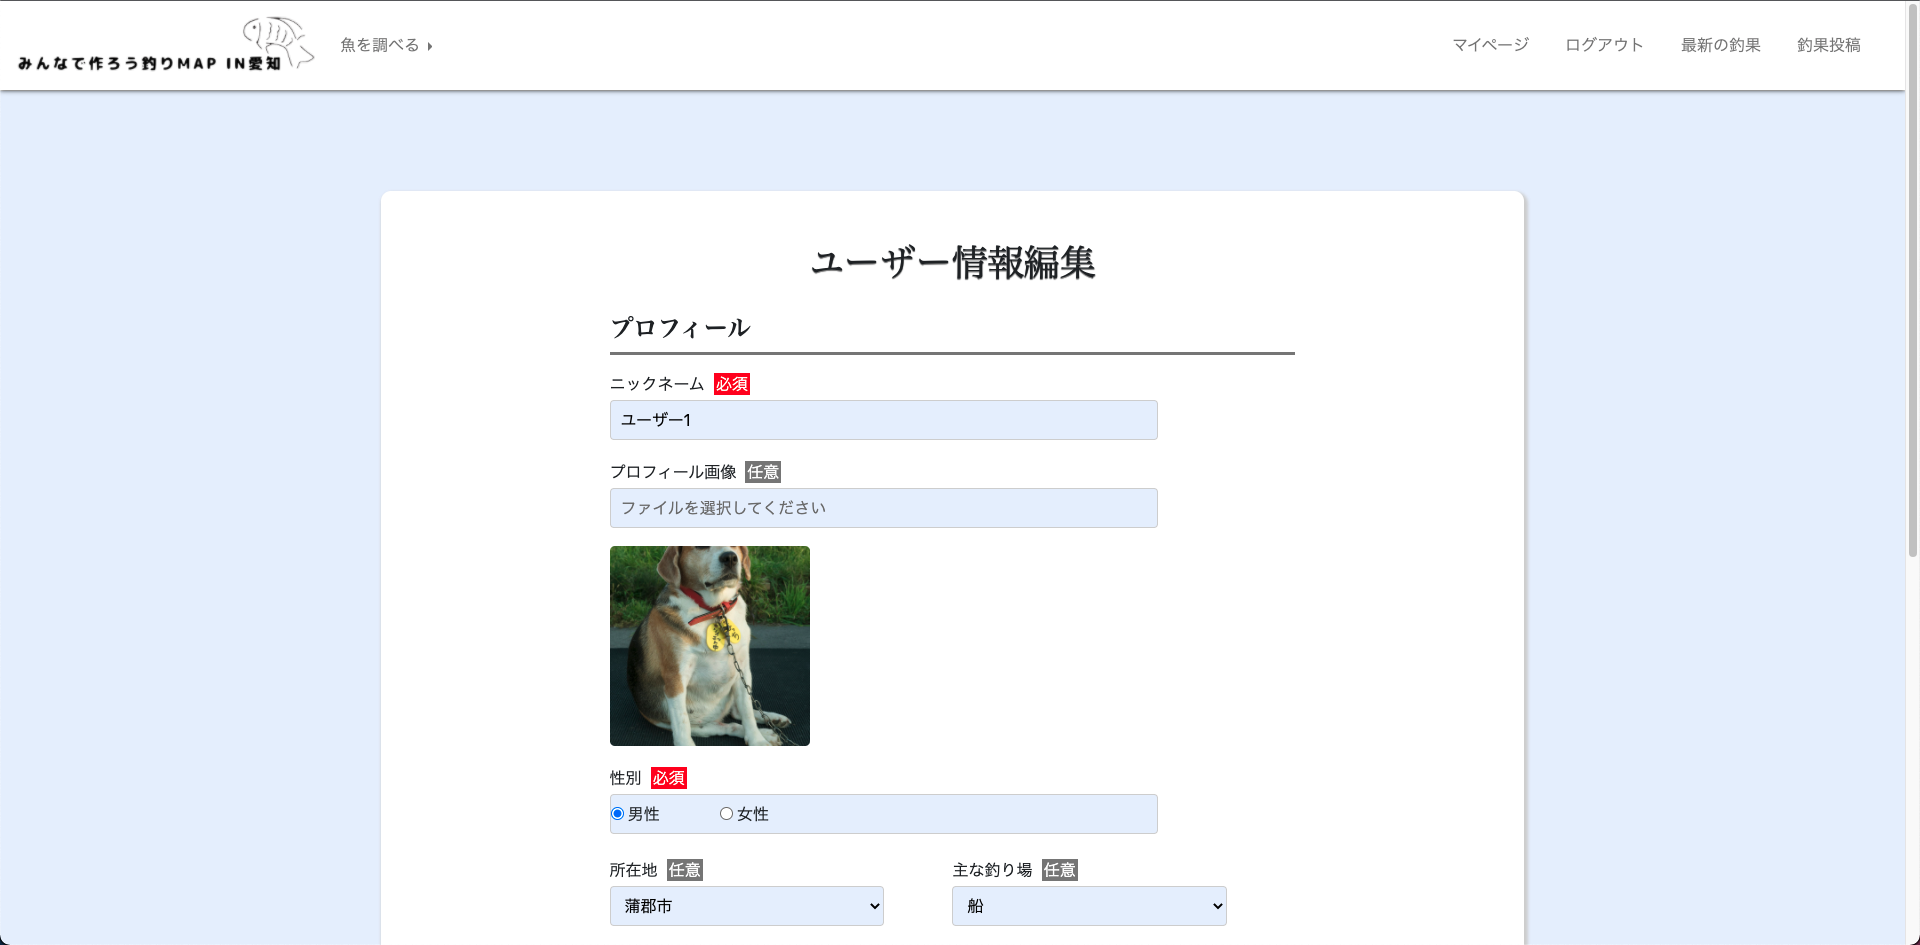 みんなで作ろう釣りMAP IN愛知
魚を調べる
マイページ
ログアウト
最新の釣果
釣果投稿
ユーザー情報編集
プロフィール
ニックネーム 必須
ユーザー1
プロフィール画像 任意
ファイルを選択してください
性別 必須
男性 女性
所在地 任意
蒲郡市
主な釣り場 任意
船